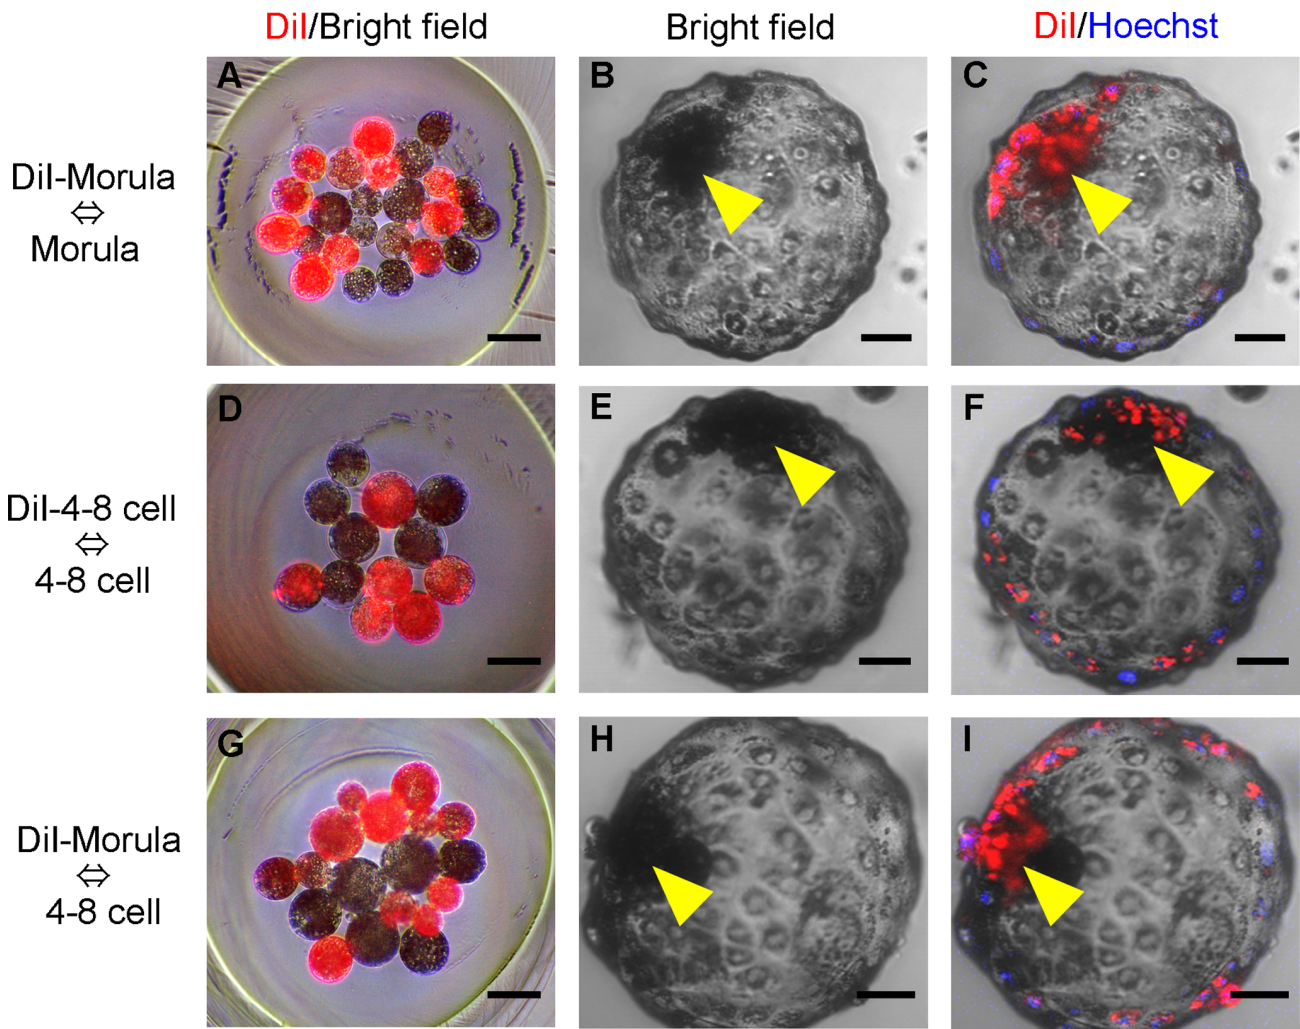 DiI/Bright field
Bright field
DiI/Hoechst
A
B
C
DiI-Morula
⇔
Morula
D
E
F
DiI-4-8 cell
⇔
4-8 cell
G
H
I
DiI-Morula
⇔
4-8 cell